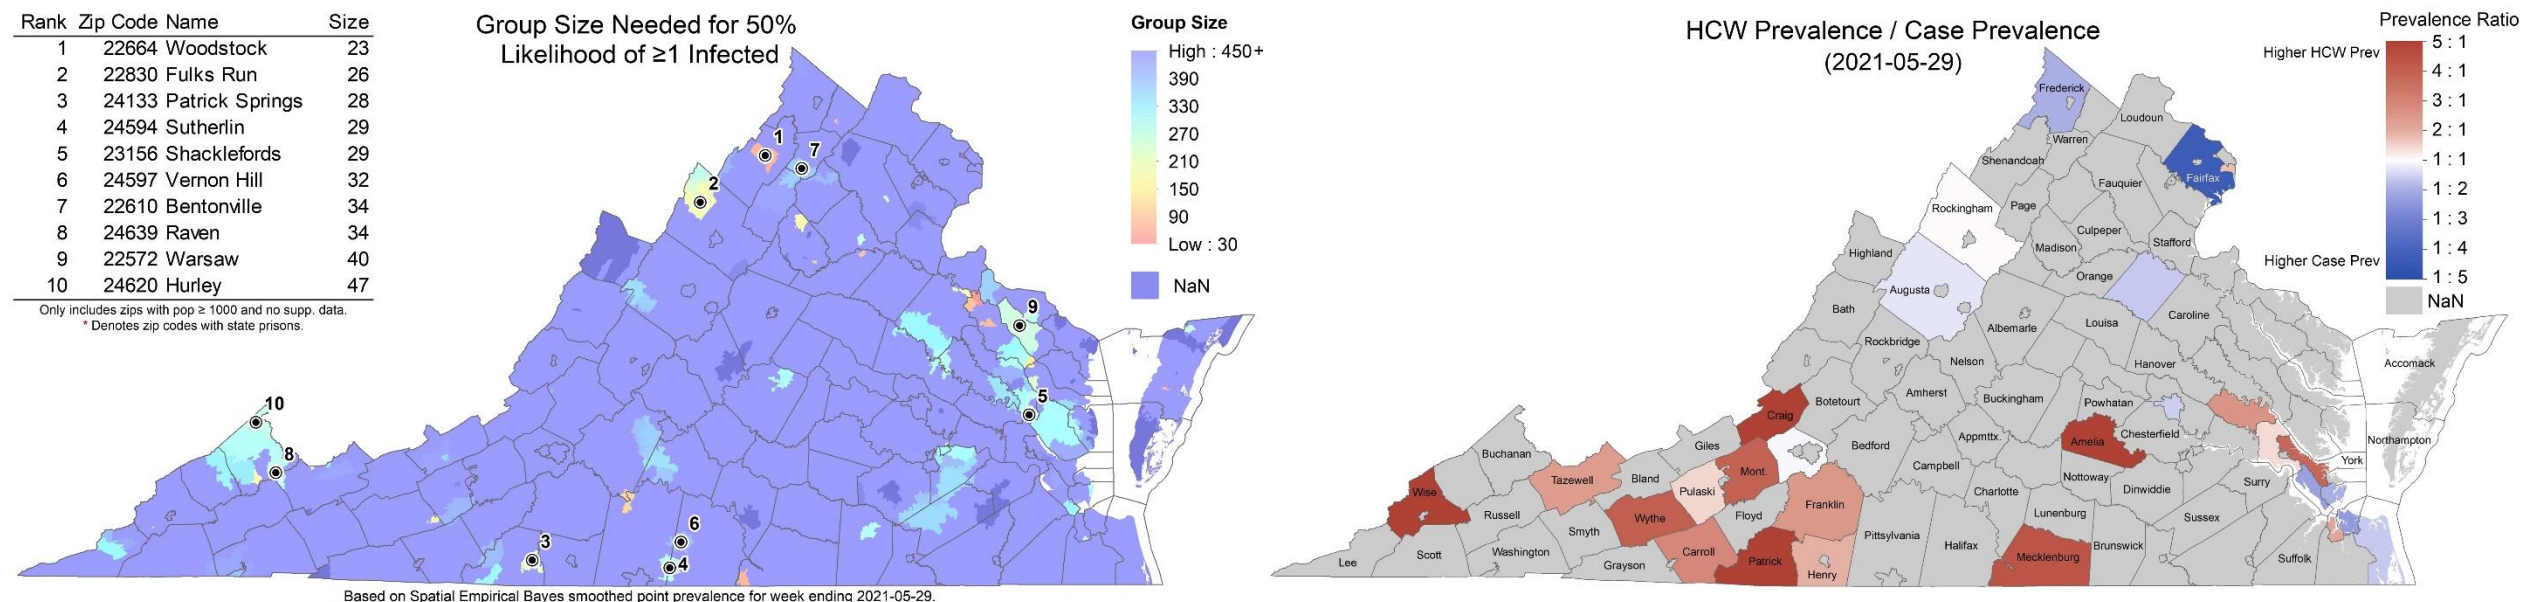 Rank Zip Code Name Size
1 22664 Woodstock 23
2 22830 Fulks Run 26
3 24133 Patrick Springs 28
4 24594 Sutherlin 29
5 23156 Shacklefords 29
6 24597 Vernon Hill 32
7 22610 Bentonville 34
8 24639 Raven 34
9 22572 Warsaw 40
10 24620 Hurley 47
Only includes zips with pop ≥ 1000 and no supp. data.
* Denotes zip codes with state prisons.
Group Size Needed for 50%
Likelihood of ≥1 Infected
Group Size
High : 450+
390
330
270
210
150
90
Low : 30
NaN
1
7
2
9
5
10
8
6
3
4
Based on Spatial Empirical Bayes smoothed point prevalence for week ending 2021-05-29.
HCW Prevalence / Case Prevalence
(2021-05-29)
Prevalence Ratio
Higher HCW Prev
5 : 1
4 : 1
3 : 1
2 : 1
1 : 1
1 : 2
1 : 3
1 : 4
Higher Case Prev
1 : 5
NaN
Frederick
Loudoun
Warren
Shenandoah
Fairfax
Fauquier
Rockingham
Page
Culpeper
Stafford
Madison
Highland
Orange
Augusta
Bath
Caroline
Louisa
Albemarle
Rockbridge
Nelson
Hanover
Accomack
Amherst
Buckingham
Botetourt
Powhatan
Craig
Chesterfield
Amelia
Northampton
Appmttx.
Bedford
Giles
Buchanan
York
Campbell
Mont.
Bland
Tazewell
Nottoway
Surry
Dinwiddie
Pulaski
Wise
Charlotte
Franklin
Lunenburg
Floyd
Wythe
Russell
Sussex
Smyth
Pittsylvania
Halifax
Brunswick
Washington
Carroll
Scott
Mecklenburg
Suffolk
Patrick
Lee
Grayson
Henry